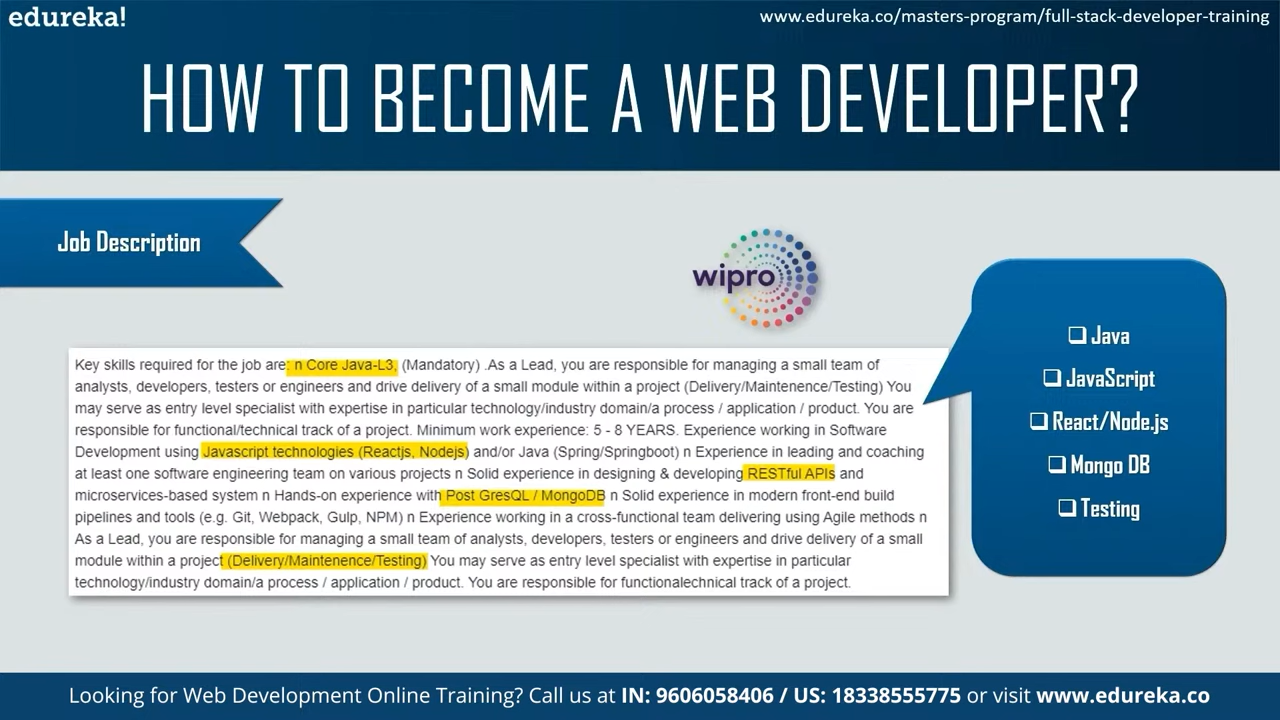 edureka!
www.edureka.co/masters-program/full-stack-developer-training
HOW TO BECOME A WEB DEVELOPER?
Job Description
wipro
Key skills required for the job are: n Core Java-L3, (Mandatory) .As a Lead, you are responsible for managing a small team of
analysts, developers, testers or engineers and drive delivery of a small module within a project (Delivery/Maintenence/Testing) You
may serve as entry level specialist with expertise in particular technology/industry domain/a process / application / product. You are
responsible for functional/technical track of a project. Minimum work experience: 5 - 8 YEARS. Experience working in Software
Development using Javascript technologies (Reactjs, Nodejs) and/or Java (Spring/Springboot) n Experience in leading and coaching
at least one software engineering team on various projects n Solid experience in designing & developing RESTful APIs and
microservices-based system n Hands-on experience with Post GresQL / MongoDB n Solid experience in modern front-end build
pipelines and tools (e.g. Git, Webpack, Gulp, NPM) n Experience working in a cross-functional team delivering using Agile methods n
As a Lead, you are responsible for managing a small team of analysts, developers, testers or engineers and drive delivery of a small
module within a project (Delivery/Maintenence/Testing) You may serve as entry level specialist with expertise in particular
technology/industry domain/a process / application / product. You are responsible for functionalechnical track of a project.
Java
JavaScript
React/Node.js
Mongo DB
Testing
Looking for Web Development Online Training? Call us at IN: 9606058406 / US: 18338555775 or visit www.edureka.co